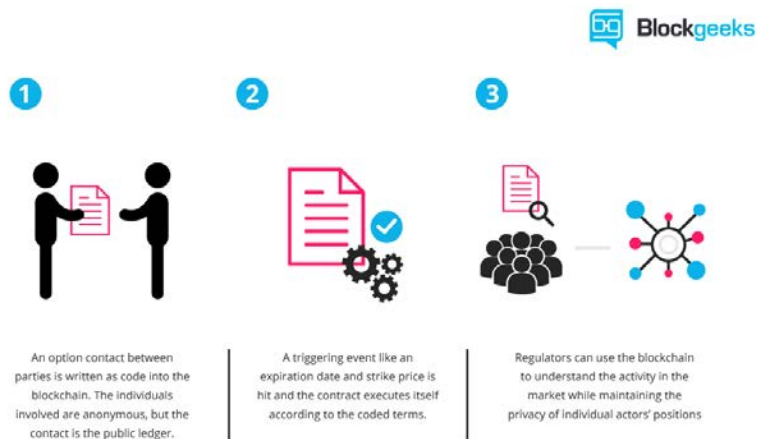 Blockgeeks
1
2
3
An option contact between
parties is written as code into the
blockchain. The individuals
involved are anonymous, but the
contact is the public ledger.
A triggering event like an
expiration date and strike price is
hit and the contract executes itself
according to the coded terms.
Regulators can use the blockchain
to understand the activity in the
market while maintaining the
privacy of individual actors' positions